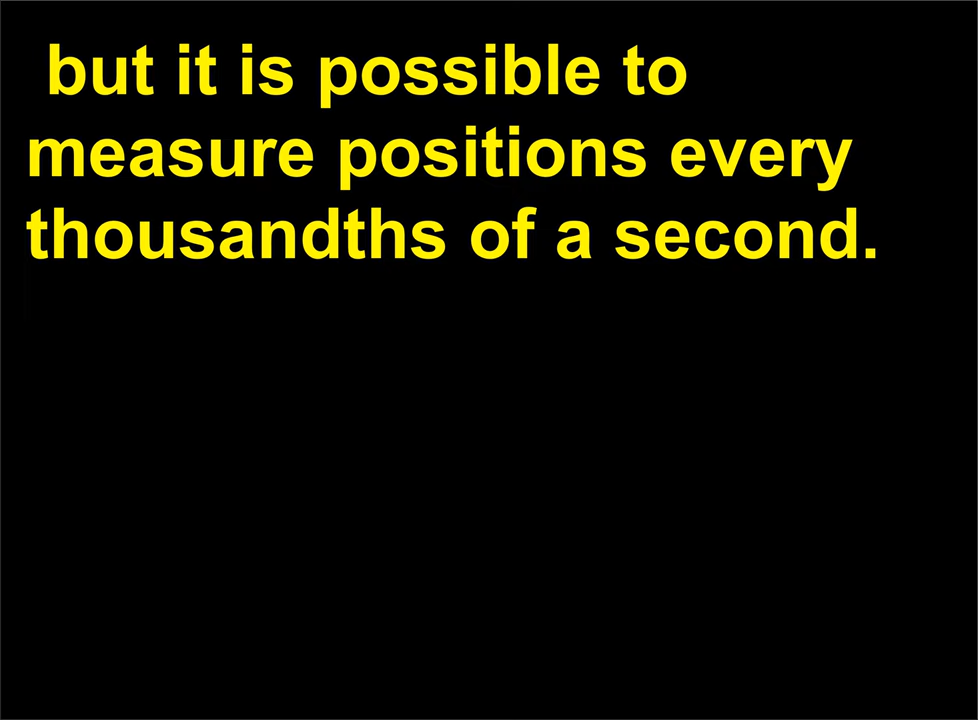 but it is possible to
measure positions every
thousandths of a second.